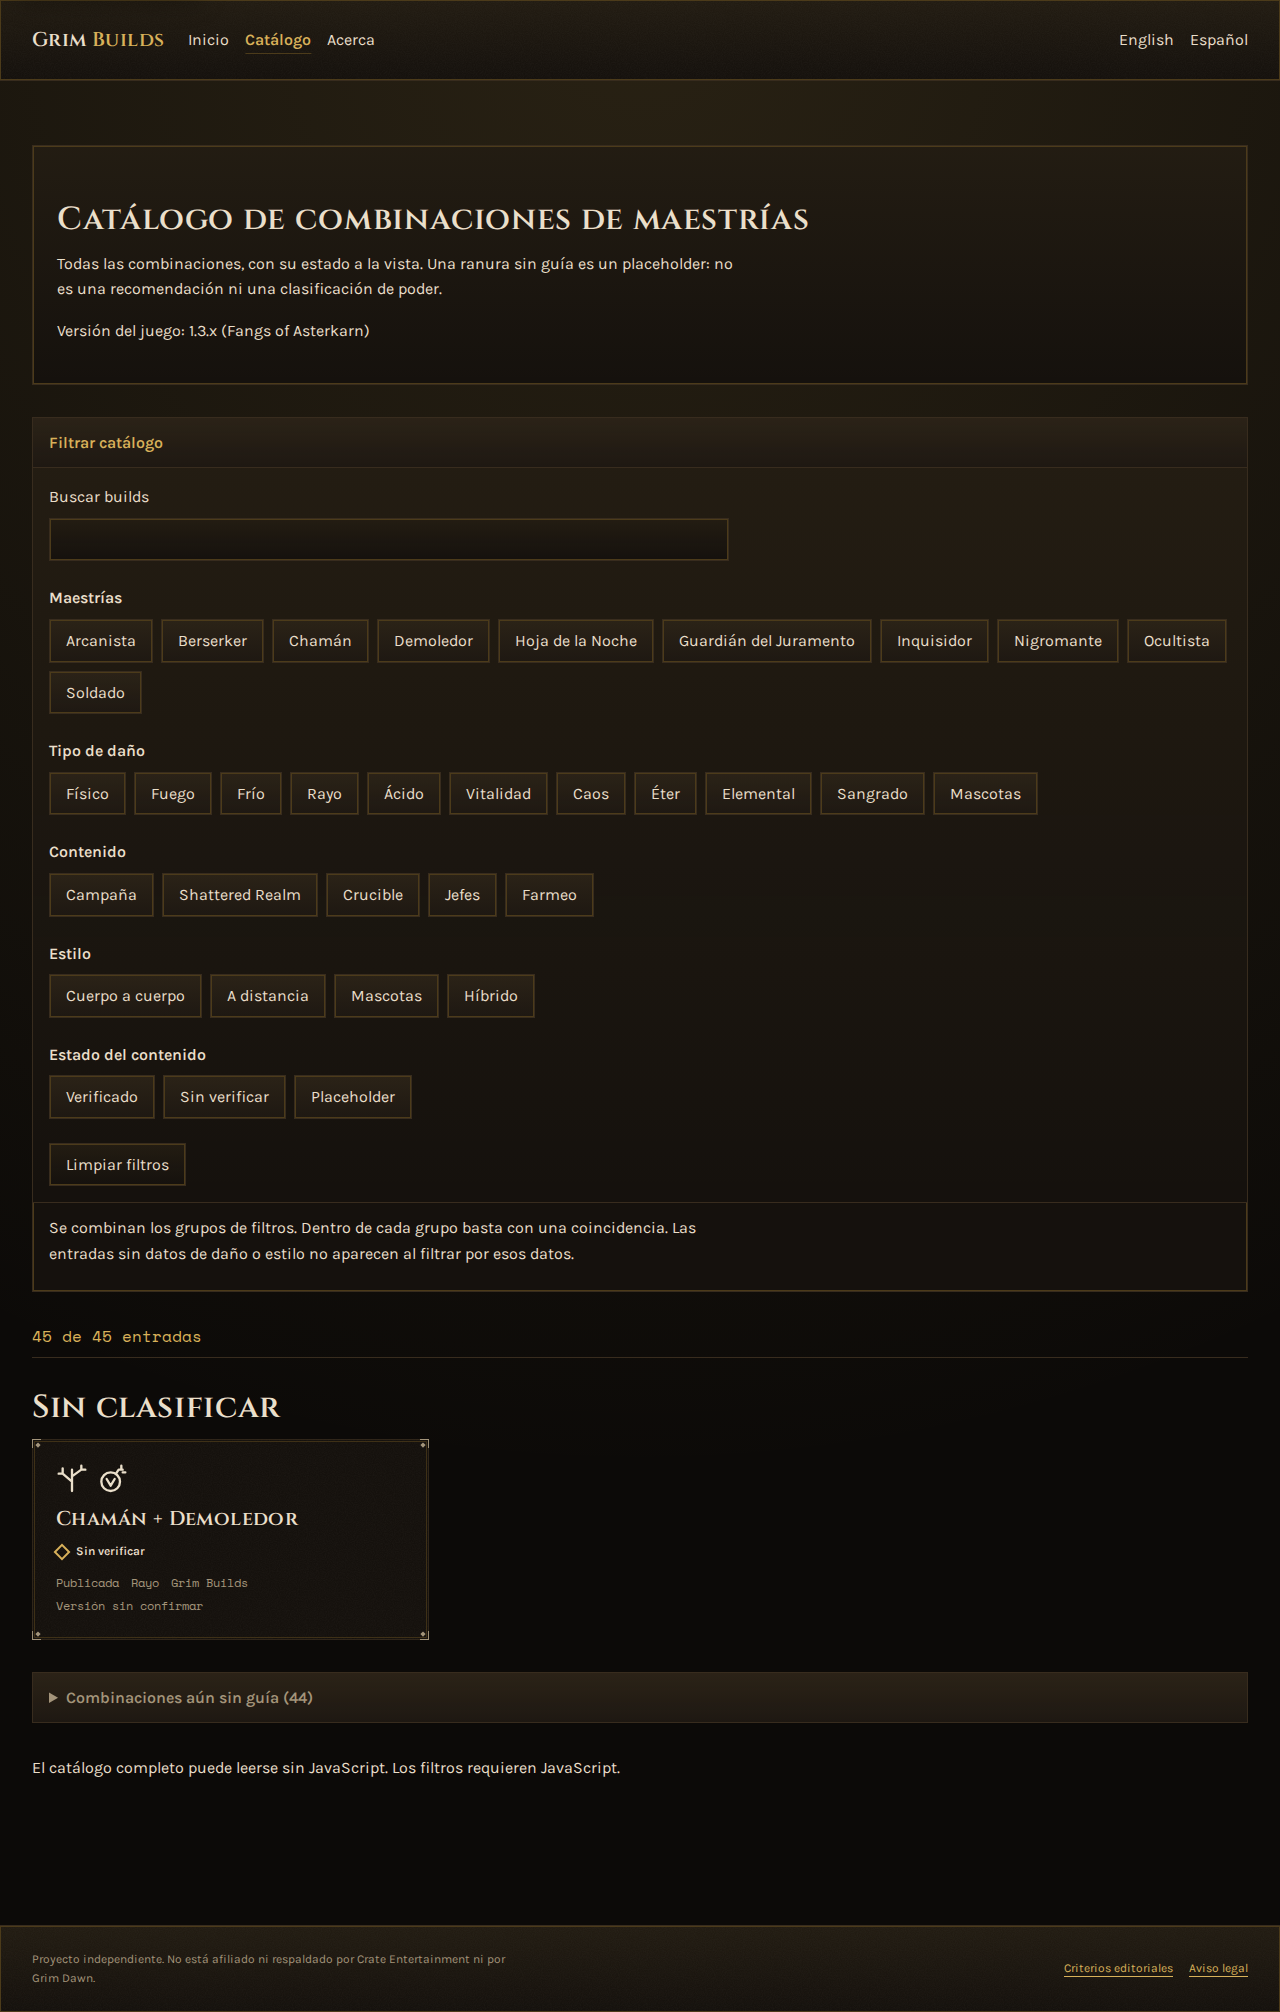 Grim Builds
Inicio
Catálogo
Acerca
English
Español
Catálogo de combinaciones de maestrías
Todas las combinaciones, con su estado a la vista. Una ranura sin guía es un placeholder: no
es una recomendación ni una clasificación de poder.
Versión del juego: 1.3.x (Fangs of Asterkarn)
Filtrar catálogo
Buscar builds
Maestrías
Arcanista
Berserker
Chamán
Demoledor
Hoja de la Noche
Guardián del Juramento
Inquisidor
Nigromante
Ocultista
Soldado
Tipo de daño
Físico
Fuego
Frío
Rayo
Ácido
Vitalidad
Caos
Éter
Elemental
Sangrado
Mascotas
Contenido
Campaña
Shattered Realm
Crucible
Jefes
Farmeo
Estilo
Cuerpo a cuerpo
A distancia
Mascotas
Híbrido
Estado del contenido
Verificado
Sin verificar
Placeholder
Limpiar filtros
Se combinan los grupos de filtros. Dentro de cada grupo basta con una coincidencia. Las
entradas sin datos de daño o estilo no aparecen al filtrar por esos datos.
45 de 45 entradas
Sin clasificar
Chamán + Demoledor
Sin verificar
Publicada Rayo Grim Builds
Versión sin confirmar
Combinaciones aún sin guía (44)
El catálogo completo puede leerse sin JavaScript. Los filtros requieren JavaScript.
Proyecto independiente. No está afiliado ni respaldado por Crate Entertainment ni por
Grim Dawn.
Criterios editoriales
Aviso legal